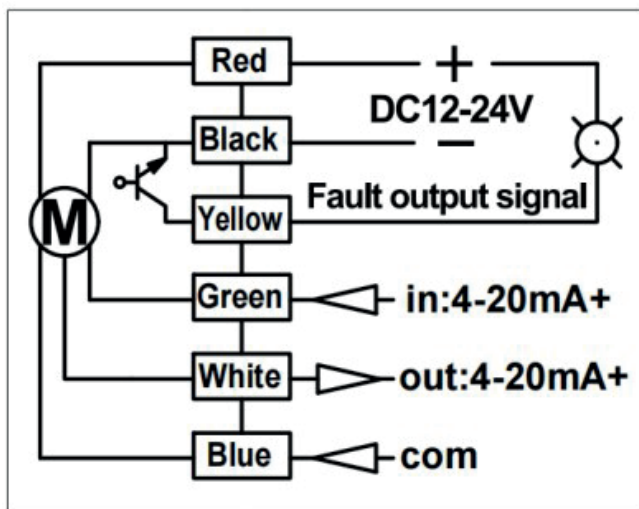 Red
+
DC12-24V
Black
−
Yellow
Fault output signal
M
Green
in:4-20mA+
White
out:4-20mA+
Blue
com